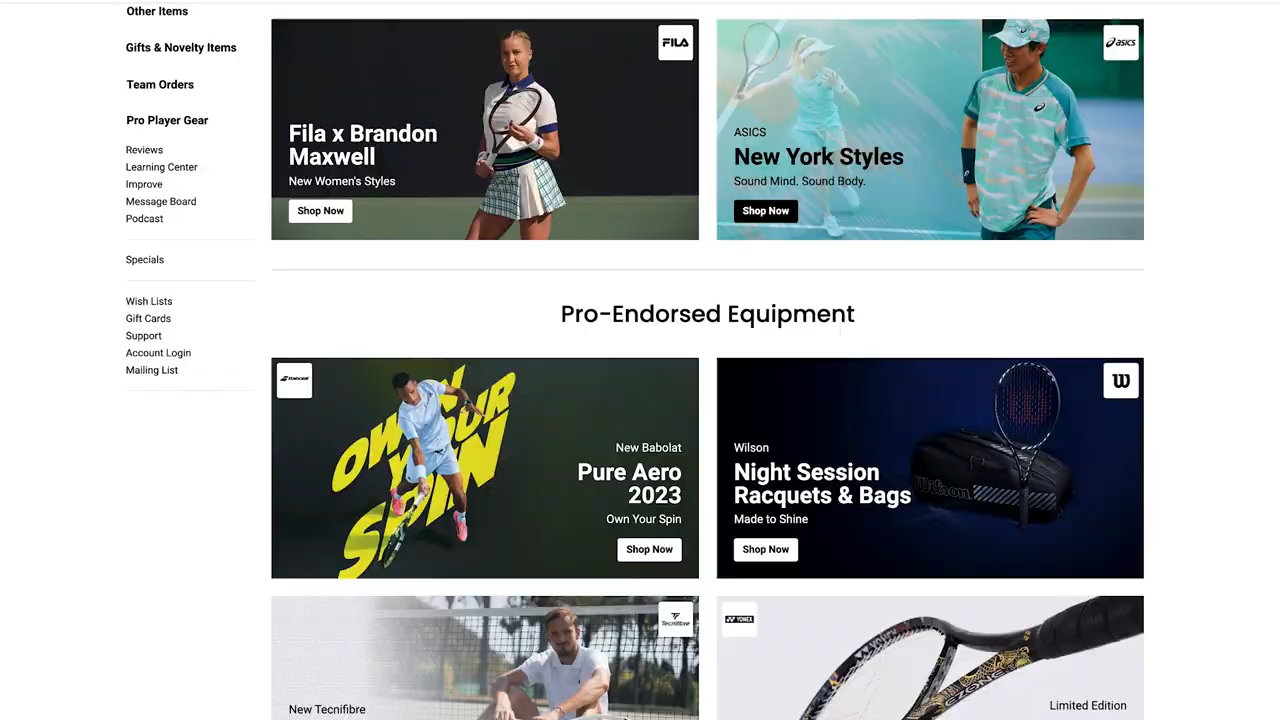 Other Items
Gifts & Novelty Items
Team Orders
Pro Player Gear
Reviews
Learning Center
Improve
Message Board
Podcast
Specials
Wish Lists
Gift Cards
Support
Account Login
Mailing List
FILA
Fila x Brandon
Maxwell
New Women's Styles
Shop Now
asics
ASICS
New York Styles
Sound Mind. Sound Body.
Shop Now
Pro-Endorsed Equipment
Babolat
OWN
YOUR
SPIN
New Babolat
Pure Aero
2023
Own Your Spin
Shop Now
W
Wilson
Night Session
Racquets & Bags
Made to Shine
Shop Now
Wilson
Tecnifibre
New Tecnifibre
YONEX
EZONE
Limited Edition